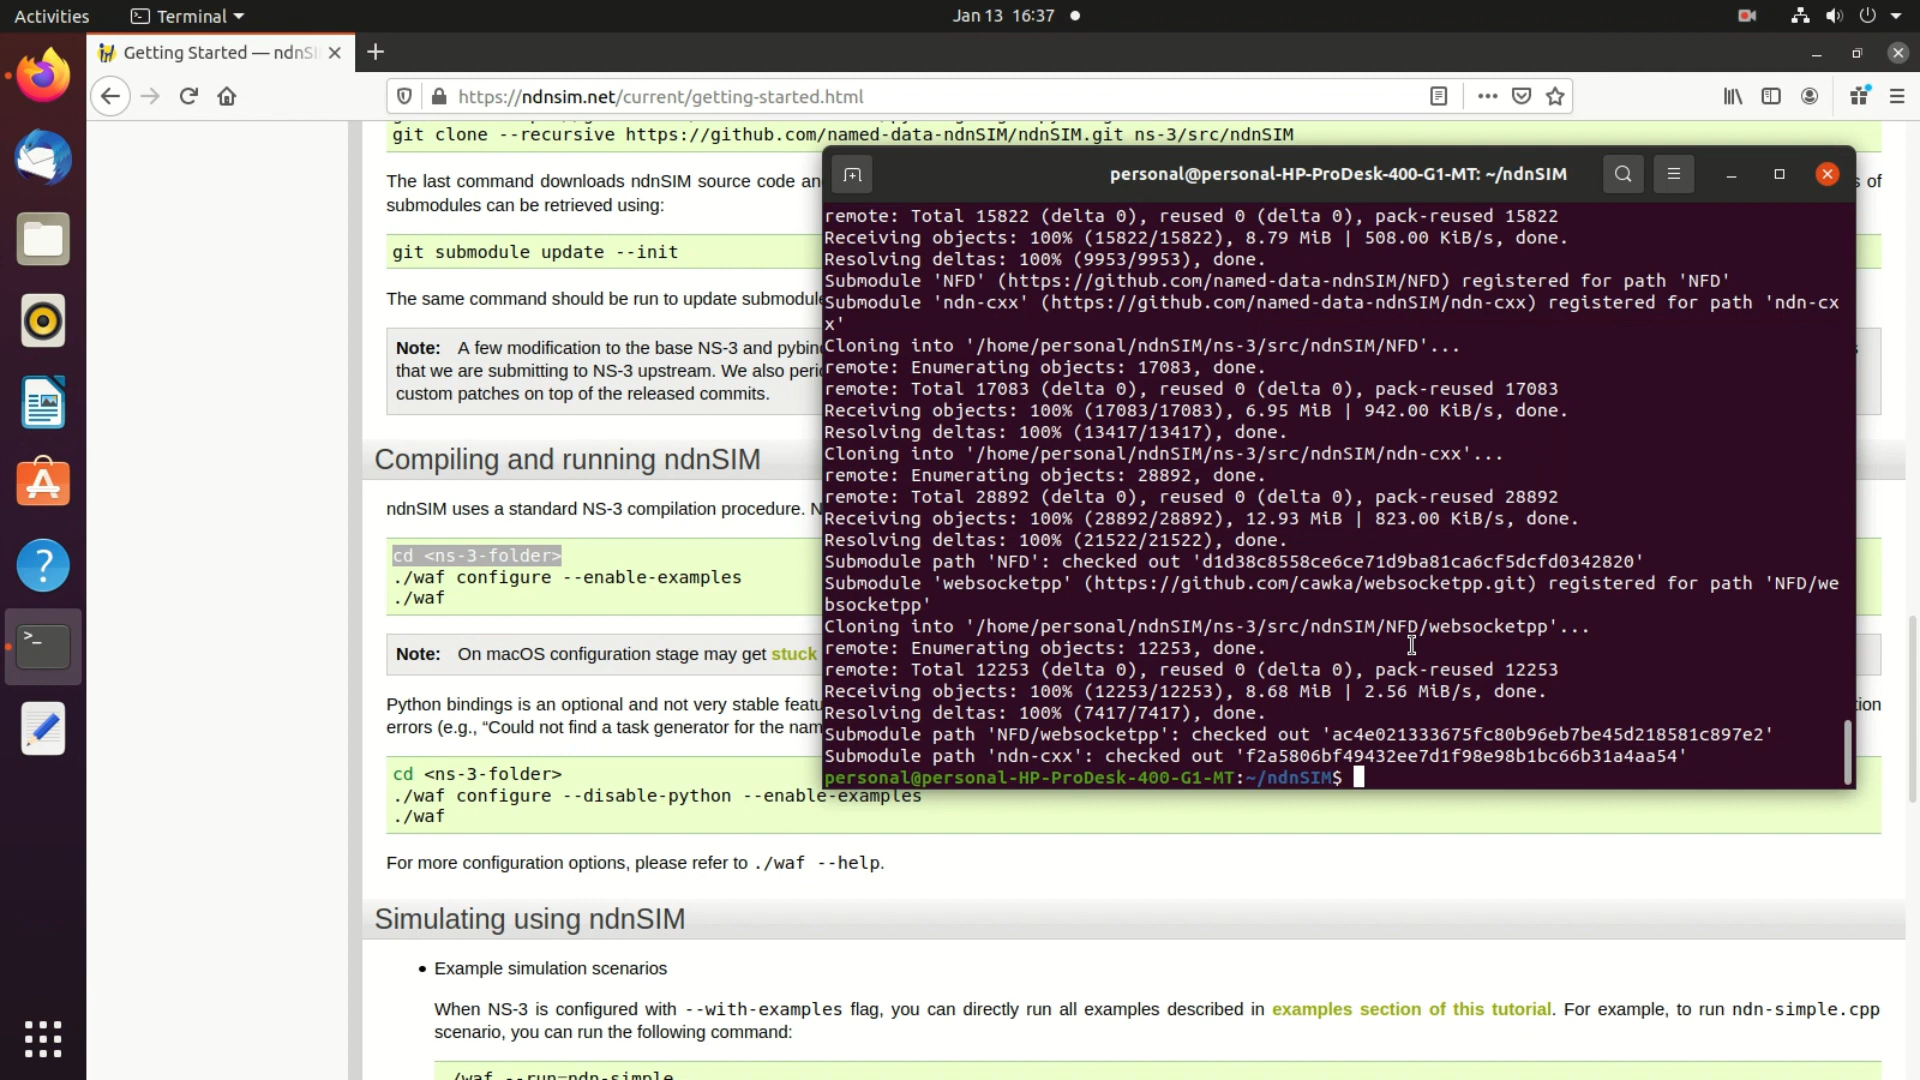 Activities
Terminal
Jan 13 16:37
Getting Started — ndnSI
https://ndnsim.net/current/getting-started.html
git clone --recursive https://github.com/named-data-ndnSIM/ndnSIM.git ns-3/src/ndnSIM
The last command downloads ndnSIM source code an
s of
submodules can be retrieved using:
git submodule update --init
The same command should be run to update submodule
Note: A few modification to the base NS-3 and pybin
that we are submitting to NS-3 upstream. We also peri
custom patches on top of the released commits.
Compiling and running ndnSIM
ndnSIM uses a standard NS-3 compilation procedure. N
cd <ns-3-folder>
./waf configure --enable-examples
./waf
Note: On macOS configuration stage may get stuck
Python bindings is an optional and not very stable featu
tion
errors (e.g., “Could not find a task generator for the nam
cd <ns-3-folder>
./waf configure --disable-python --enable-examples
./waf
For more configuration options, please refer to ./waf --help.
Simulating using ndnSIM
• Example simulation scenarios
When NS-3 is configured with --with-examples flag, you can directly run all examples described in examples section of this tutorial. For example, to run ndn-simple.cpp
scenario, you can run the following command:
./waf --run=ndn-simple
personal@personal-HP-ProDesk-400-G1-MT: ~/ndnSIM
remote: Total 15822 (delta 0), reused 0 (delta 0), pack-reused 15822
Receiving objects: 100% (15822/15822), 8.79 MiB | 508.00 KiB/s, done.
Resolving deltas: 100% (9953/9953), done.
Submodule 'NFD' (https://github.com/named-data-ndnSIM/NFD) registered for path 'NFD'
Submodule 'ndn-cxx' (https://github.com/named-data-ndnSIM/ndn-cxx) registered for path 'ndn-cx
x'
Cloning into '/home/personal/ndnSIM/ns-3/src/ndnSIM/NFD'...
remote: Enumerating objects: 17083, done.
remote: Total 17083 (delta 0), reused 0 (delta 0), pack-reused 17083
Receiving objects: 100% (17083/17083), 6.95 MiB | 942.00 KiB/s, done.
Resolving deltas: 100% (13417/13417), done.
Cloning into '/home/personal/ndnSIM/ns-3/src/ndnSIM/ndn-cxx'...
remote: Enumerating objects: 28892, done.
remote: Total 28892 (delta 0), reused 0 (delta 0), pack-reused 28892
Receiving objects: 100% (28892/28892), 12.93 MiB | 823.00 KiB/s, done.
Resolving deltas: 100% (21522/21522), done.
Submodule path 'NFD': checked out 'd1d38c8558ce6ce71d9ba81ca6cf5dcfd0342820'
Submodule 'websocketpp' (https://github.com/cawka/websocketpp.git) registered for path 'NFD/we
bsocketpp'
Cloning into '/home/personal/ndnSIM/ns-3/src/ndnSIM/NFD/websocketpp'...
remote: Enumerating objects: 12253, done.
remote: Total 12253 (delta 0), reused 0 (delta 0), pack-reused 12253
Receiving objects: 100% (12253/12253), 8.68 MiB | 2.56 MiB/s, done.
Resolving deltas: 100% (7417/7417), done.
Submodule path 'NFD/websocketpp': checked out 'ac4e021333675fc80b96eb7be45d218581c897e2'
Submodule path 'ndn-cxx': checked out 'f2a5806bf49432ee7d1f98e98b1bc66b31a4aa54'
personal@personal-HP-ProDesk-400-G1-MT:~/ndnSIM$